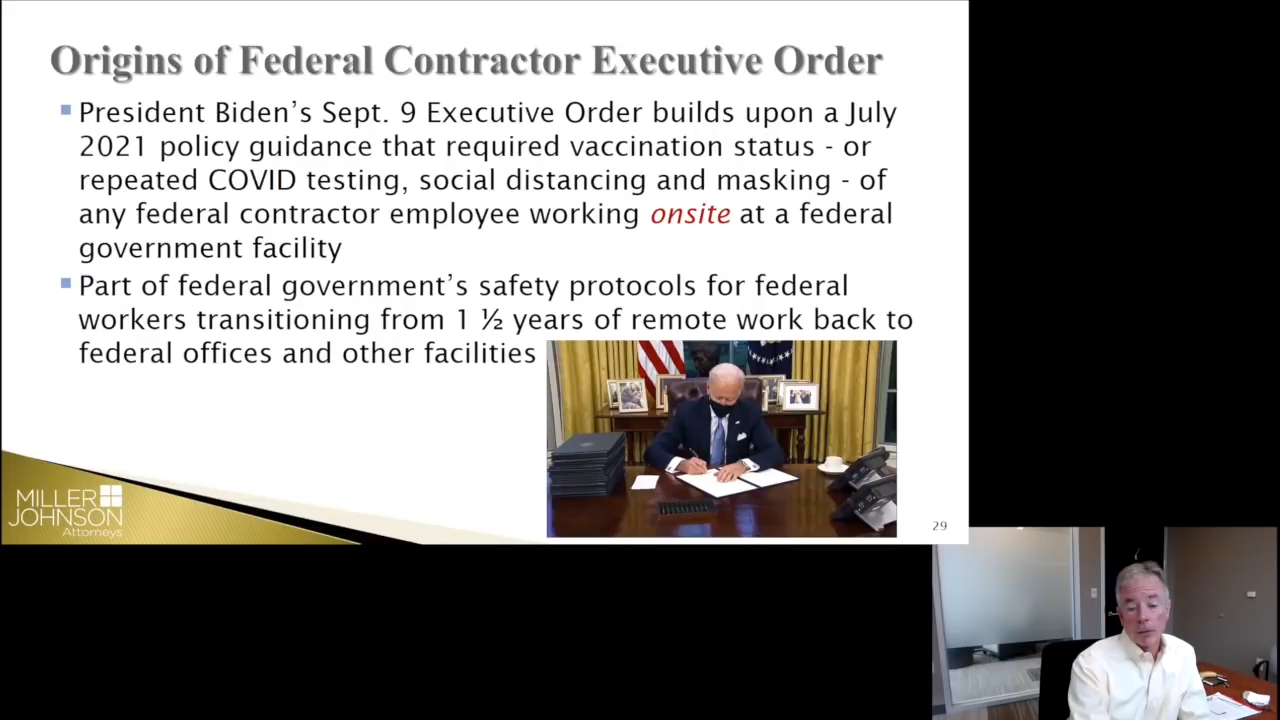 Origins of Federal Contractor Executive Order
President Biden’s Sept. 9 Executive Order builds upon a July
2021 policy guidance that required vaccination status - or
repeated COVID testing, social distancing and masking - of
any federal contractor employee working onsite at a federal
government facility
Part of federal government’s safety protocols for federal
workers transitioning from 1 ½ years of remote work back to
federal offices and other facilities
MILLER
JOHNSON
Attorneys
29